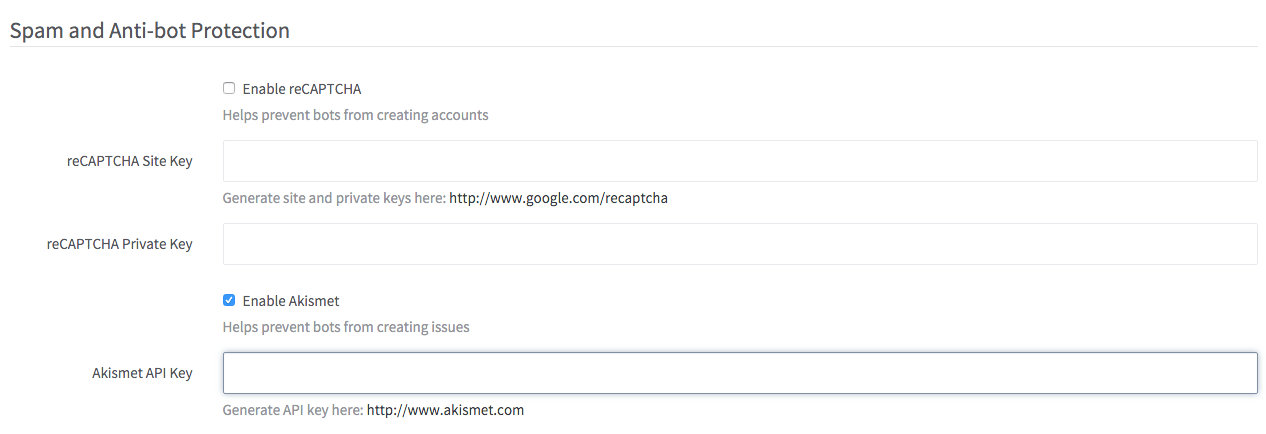 Spam and Anti-bot Protection
Enable reCAPTCHA
Helps prevent bots from creating accounts
reCAPTCHA Site Key
Generate site and private keys here: http://www.google.com/recaptcha
reCAPTCHA Private Key
Enable Akismet
Helps prevent bots from creating issues
Akismet API Key
Generate API key here: http://www.akismet.com